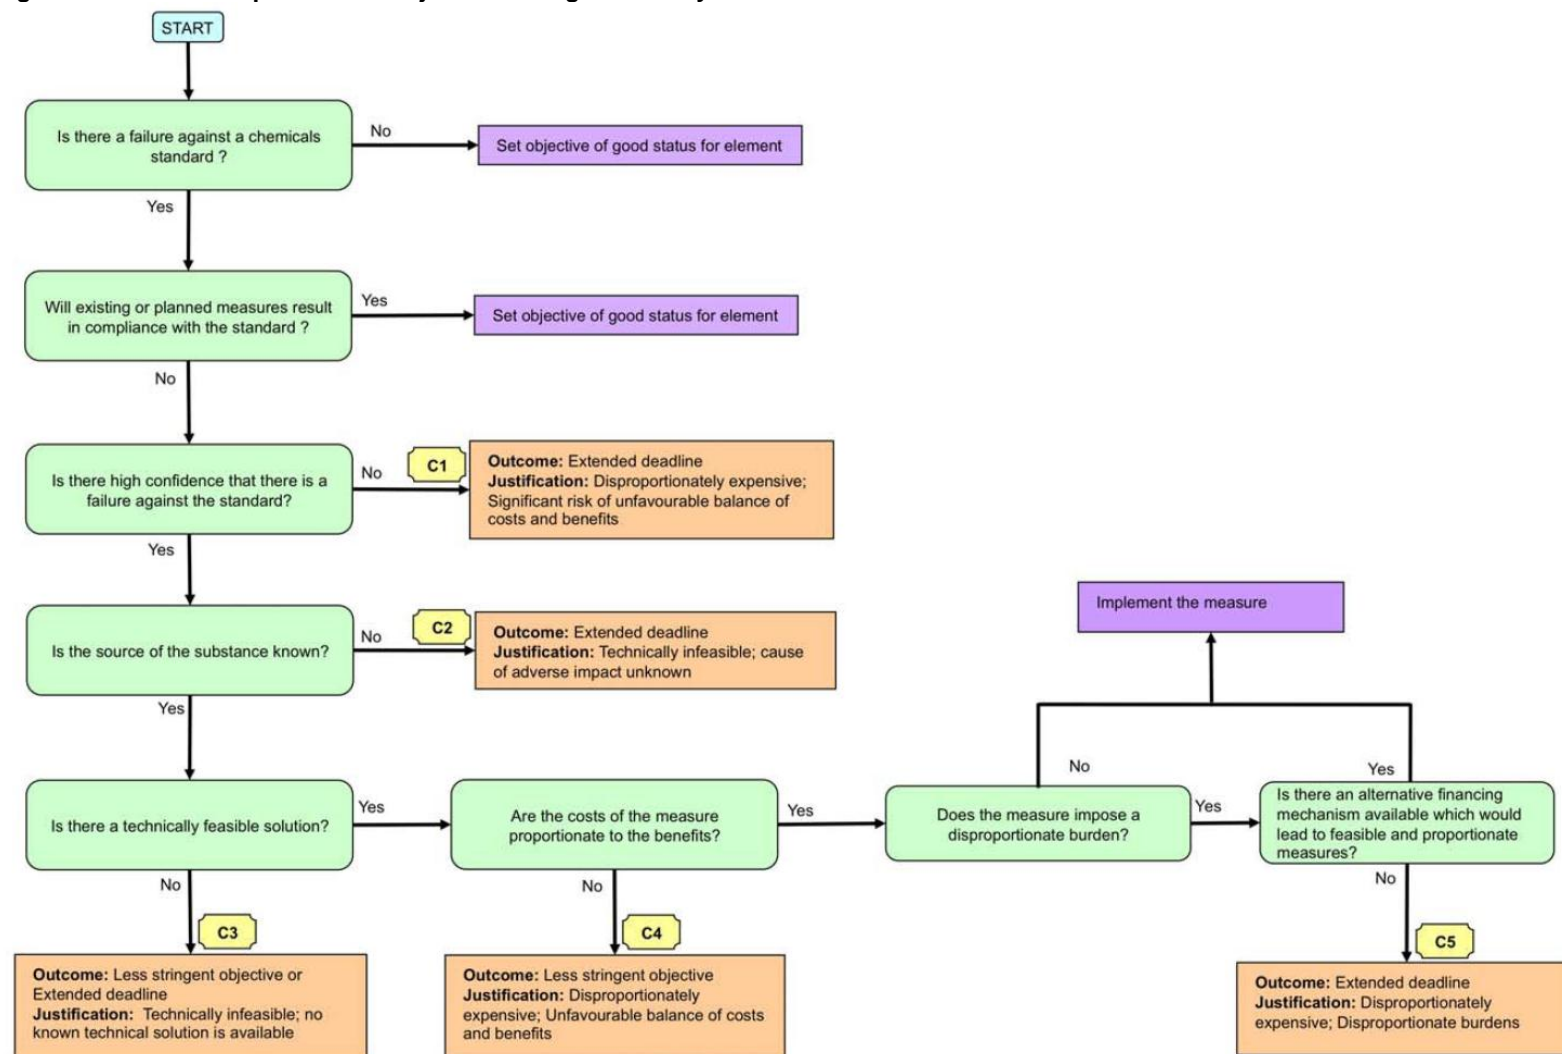 START
Is there a failure against a chemicals
standard ?
No
Set objective of good status for element
Yes
Will existing or planned measures result
in compliance with the standard ?
Yes
Set objective of good status for element
No
Is there high confidence that there is a
failure against the standard?
No
C1
Outcome: Extended deadline
Justification: Disproportionately expensive;
Significant risk of unfavourable balance of
costs and benefits
Yes
Is the source of the substance known?
No
C2
Outcome: Extended deadline
Justification: Technically infeasible; cause
of adverse impact unknown
Implement the measure
Yes
Is there a technically feasible solution?
Yes
Are the costs of the measure
proportionate to the benefits?
Yes
Does the measure impose a
disproportionate burden?
No
Yes
Is there an alternative financing
mechanism available which would
lead to feasible and proportionate
measures?
Yes
No
C3
Outcome: Less stringent objective or
Extended deadline
Justification: Technically infeasible; no
known technical solution is available
No
C4
Outcome: Less stringent objective
Justification: Disproportionately
expensive; Unfavourable balance of costs
and benefits
No
C5
Outcome: Extended deadline
Justification: Disproportionately
expensive; Disproportionate burdens